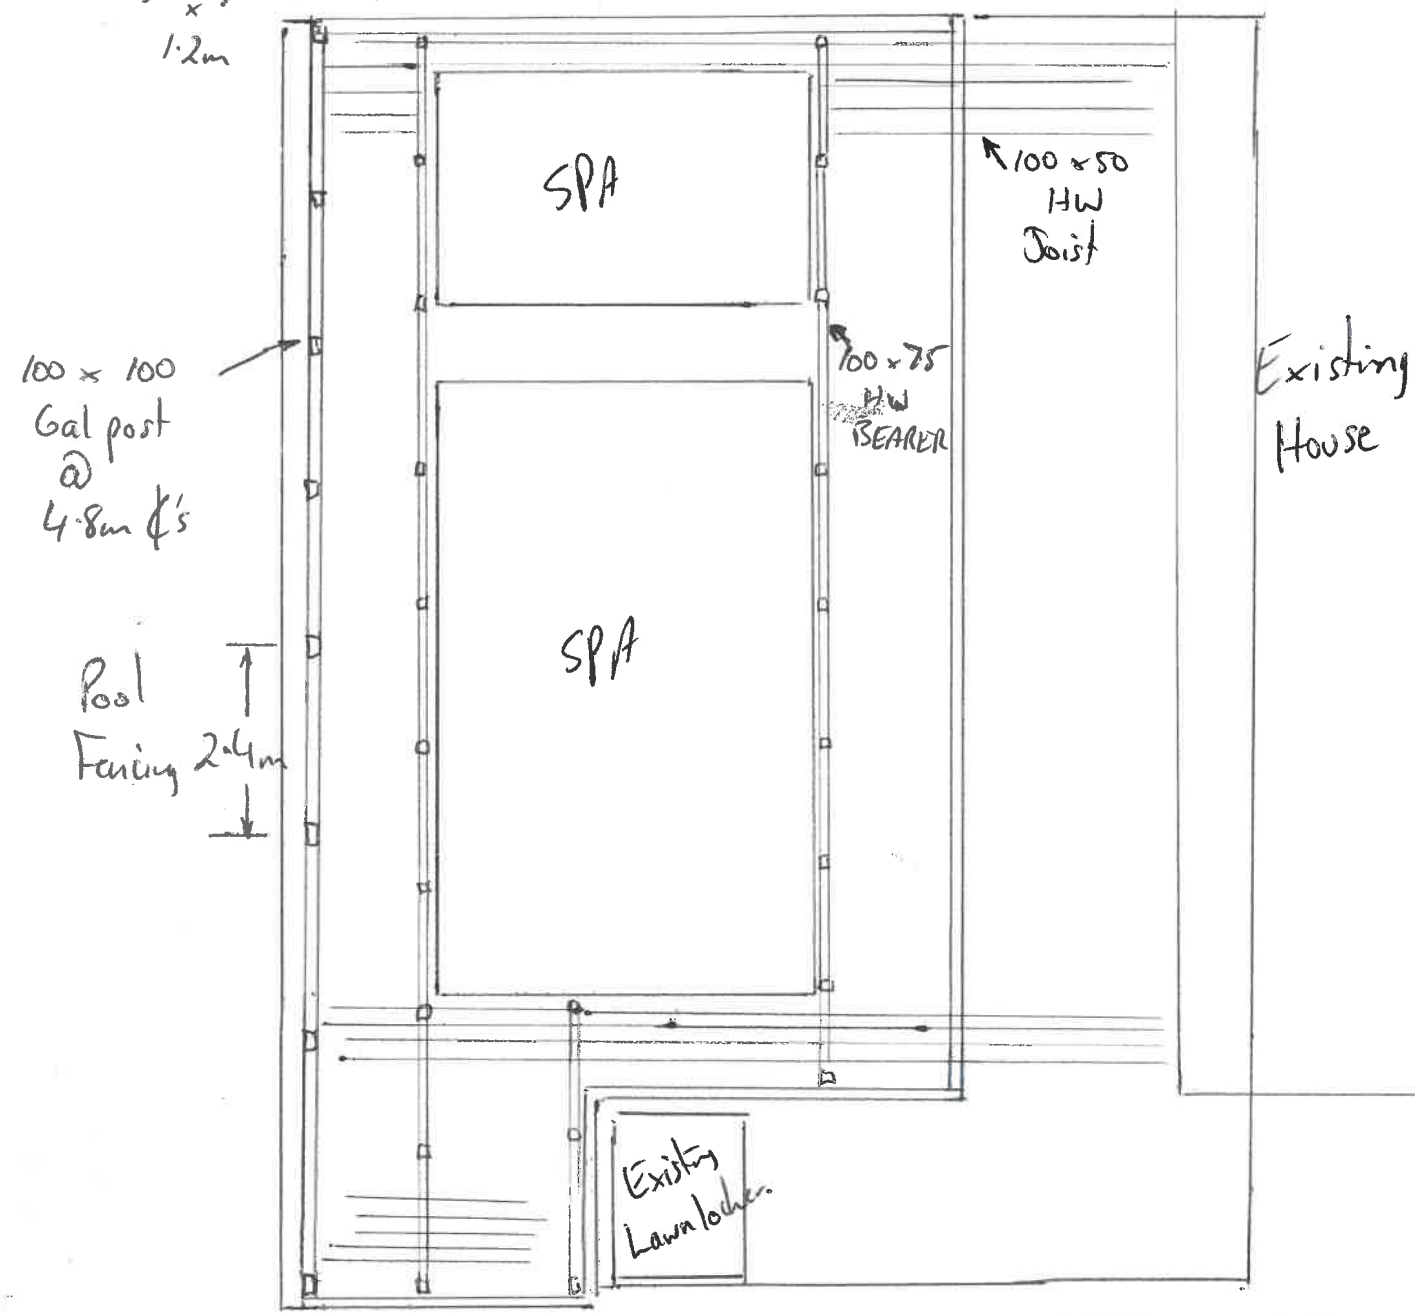 x
1.2m
SPA
100 x 50
HW
Joist
100 x 100
Gal post
@
4.8m ₵'s
100 x 75
HW
BEARER
Existing
House
SPA
Pool
Fencing 2.4m
Existing
Lawnlocker.